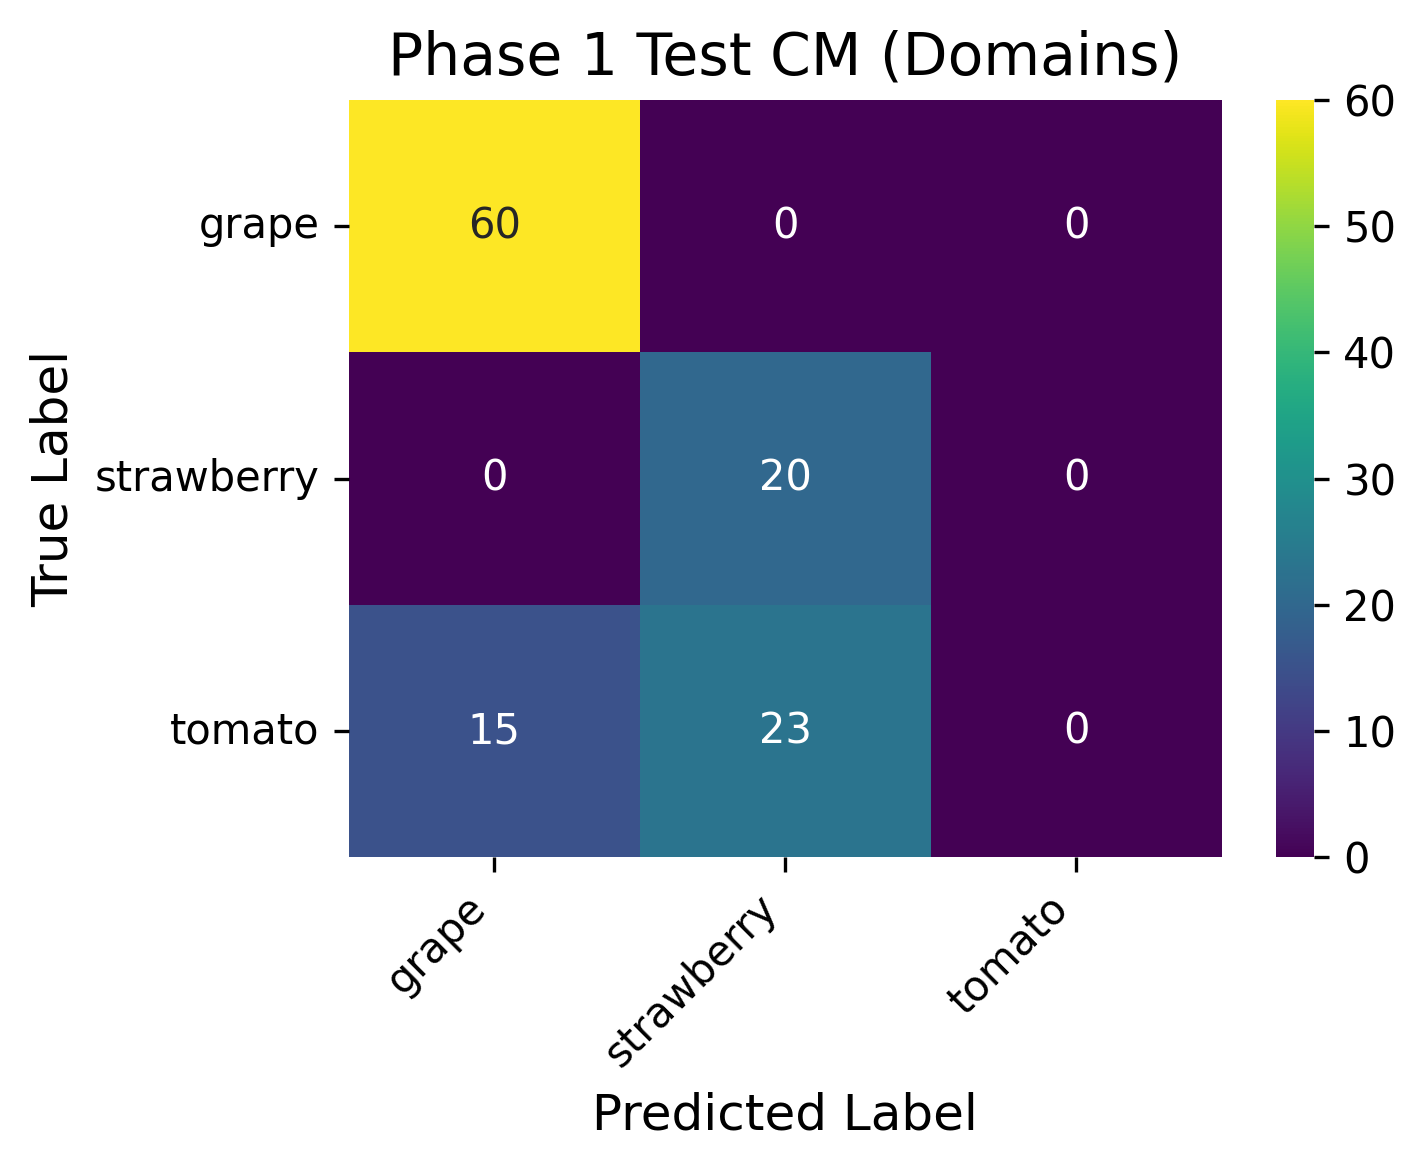 Phase 1 Test CM (Domains)
True Label
grape
strawberry
tomato
60 0 0
0 20 0
15 23 0
grape
strawberry
tomato
Predicted Label
60
50
40
30
20
10
0